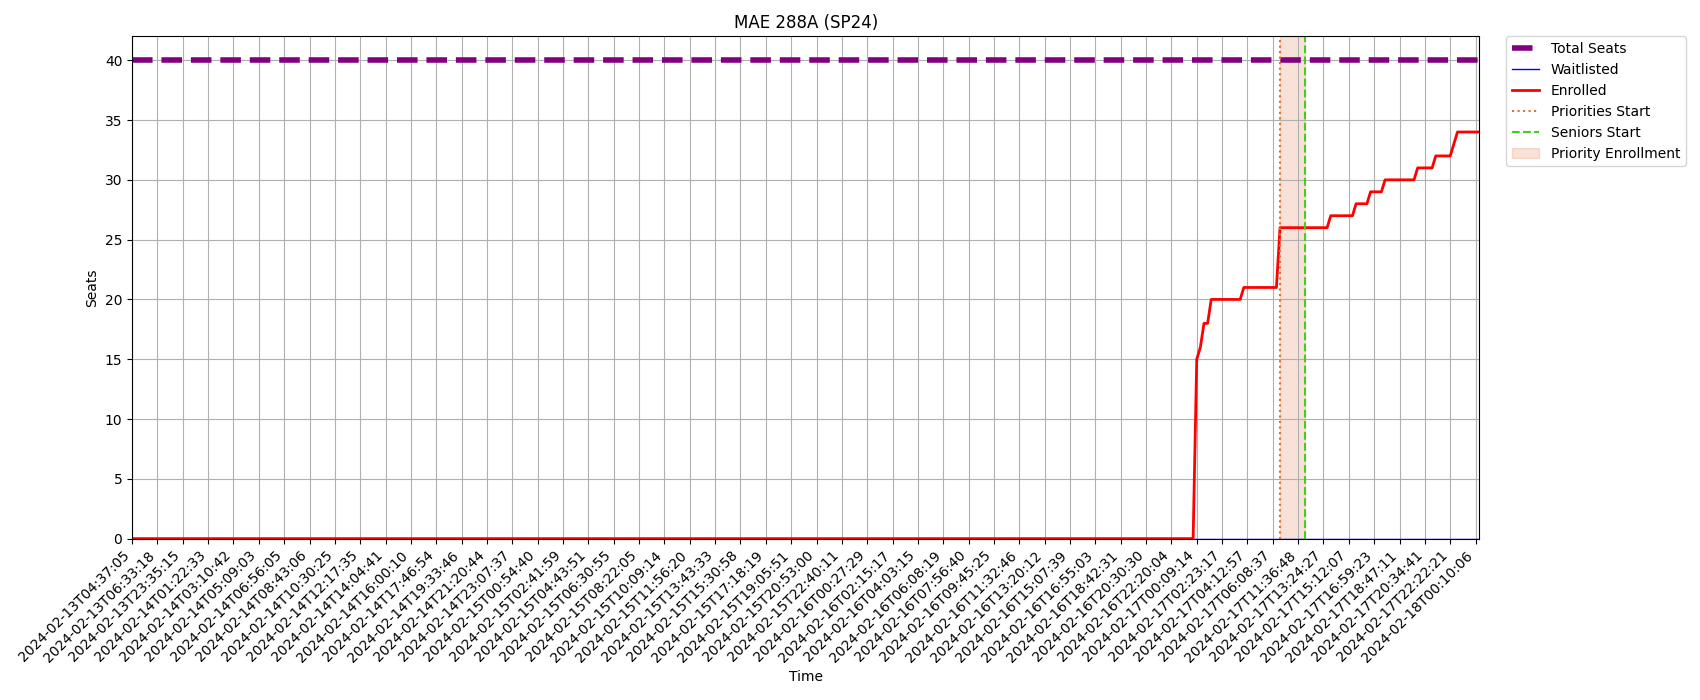 MAE 288A (SP24)
Total Seats
Waitlisted
Enrolled
Priorities Start
Seniors Start
Priority Enrollment
Seats
40
35
30
25
20
15
10
5
0
2024-02-13T04:37:05
2024-02-13T06:33:18
2024-02-13T23:35:15
2024-02-14T01:22:33
2024-02-14T03:10:42
2024-02-14T05:09:03
2024-02-14T06:56:05
2024-02-14T08:43:06
2024-02-14T10:30:25
2024-02-14T12:17:35
2024-02-14T14:04:41
2024-02-14T16:00:10
2024-02-14T17:46:54
2024-02-14T19:33:46
2024-02-14T21:20:44
2024-02-14T23:07:37
2024-02-15T00:54:40
2024-02-15T02:41:59
2024-02-15T04:43:51
2024-02-15T06:30:55
2024-02-15T08:22:05
2024-02-15T10:09:14
2024-02-15T11:56:20
2024-02-15T13:43:33
2024-02-15T15:30:58
2024-02-15T17:18:19
2024-02-15T19:05:51
2024-02-15T20:53:00
2024-02-15T22:40:11
2024-02-16T00:27:29
2024-02-16T02:15:17
2024-02-16T04:03:15
2024-02-16T06:08:19
2024-02-16T07:56:40
2024-02-16T09:45:25
2024-02-16T11:32:46
2024-02-16T13:20:12
2024-02-16T15:07:39
2024-02-16T16:55:03
2024-02-16T18:42:31
2024-02-16T20:30:30
2024-02-16T22:20:04
2024-02-17T00:09:14
2024-02-17T02:23:17
2024-02-17T04:12:57
2024-02-17T06:08:37
2024-02-17T11:36:48
2024-02-17T13:24:27
2024-02-17T15:12:07
2024-02-17T16:59:23
2024-02-17T18:47:11
2024-02-17T20:34:41
2024-02-17T22:22:21
2024-02-18T00:10:06
Time